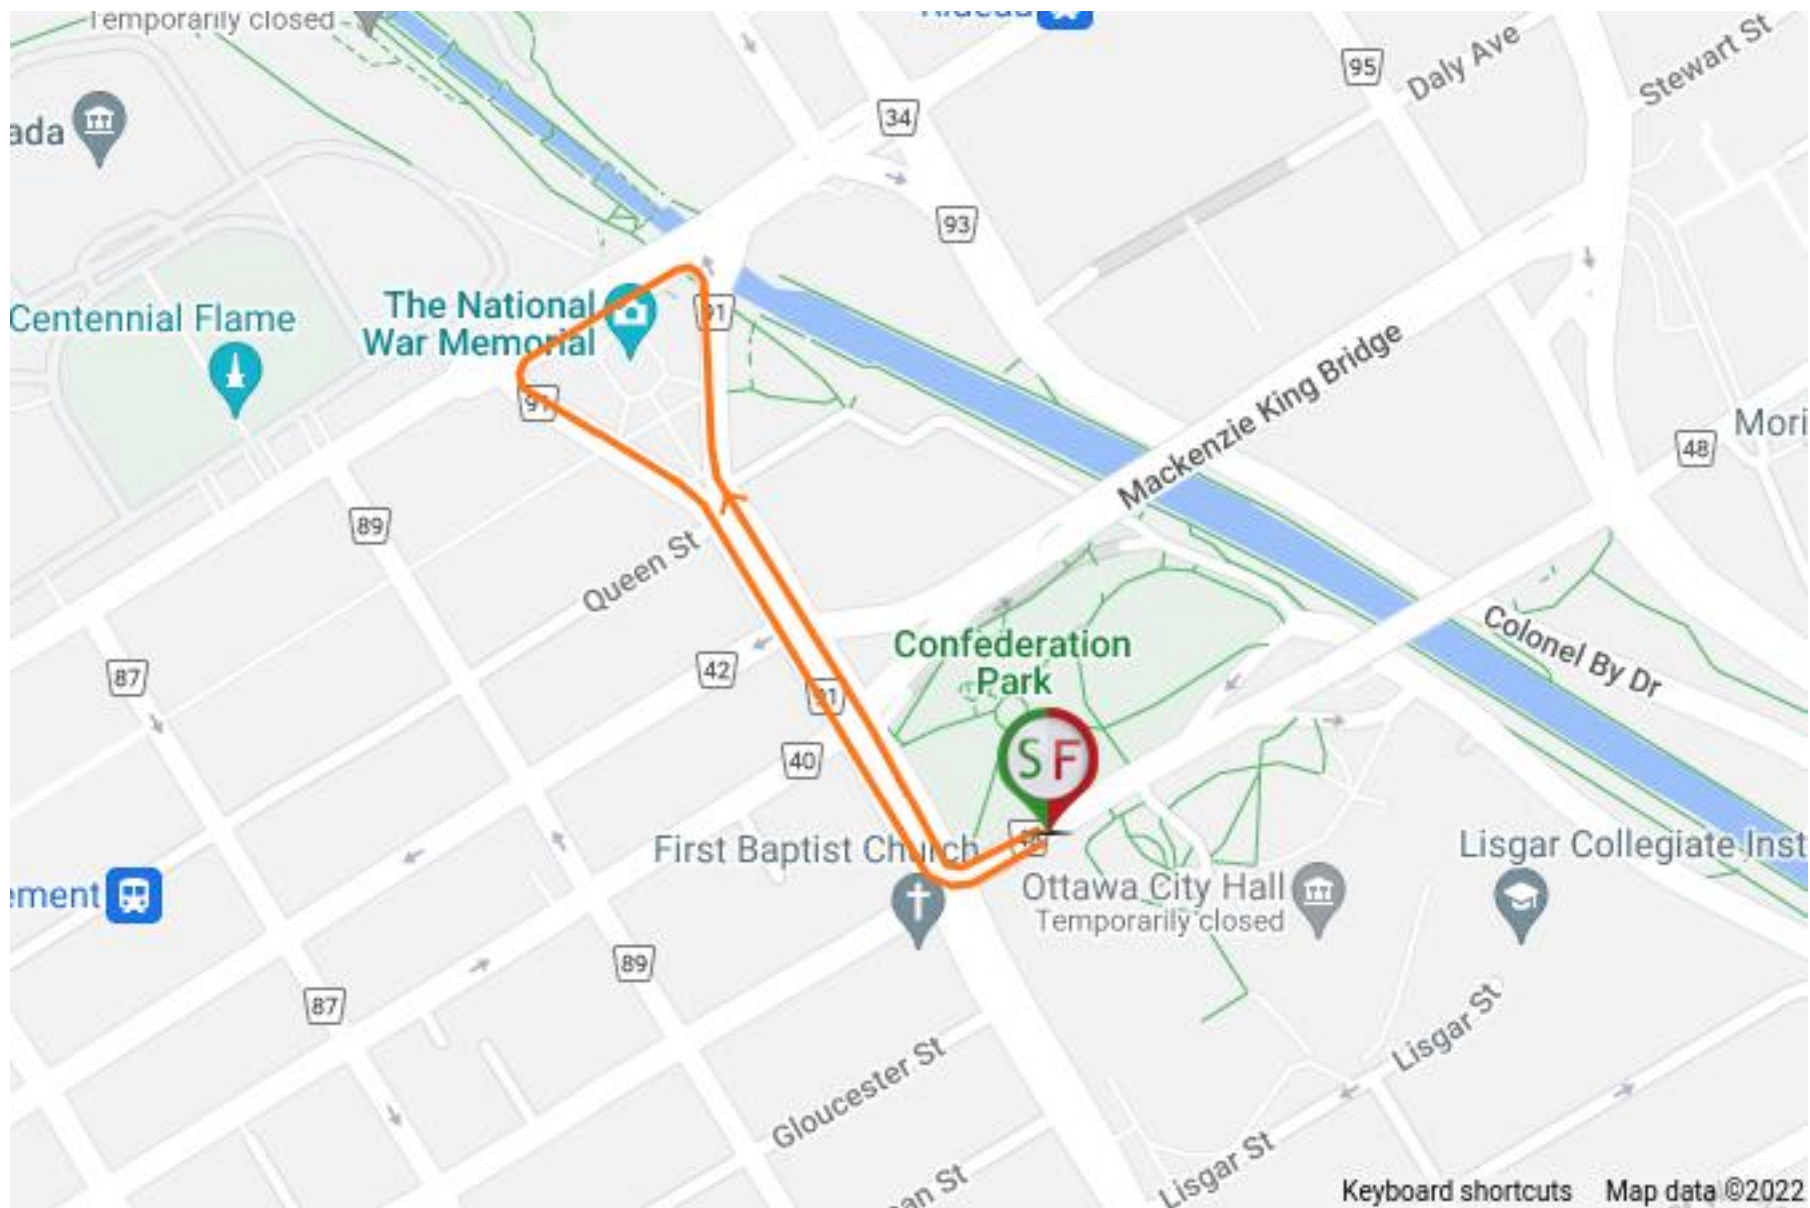 Temporarily closed
95
Daly Ave
Stewart St
34
ada
93
The National
War Memorial
91
Centennial Flame
91
Mackenzie King Bridge
Mori
48
89
Queen St
Colonel By Dr
Confederation
Park
87
42
91
40
S F
First Baptist Church
Lisgar Collegiate Inst
Ottawa City Hall
Temporarily closed
ement
89
87
Lisgar St
Gloucester St
Lisgar St
an St
Keyboard shortcuts Map data ©2022